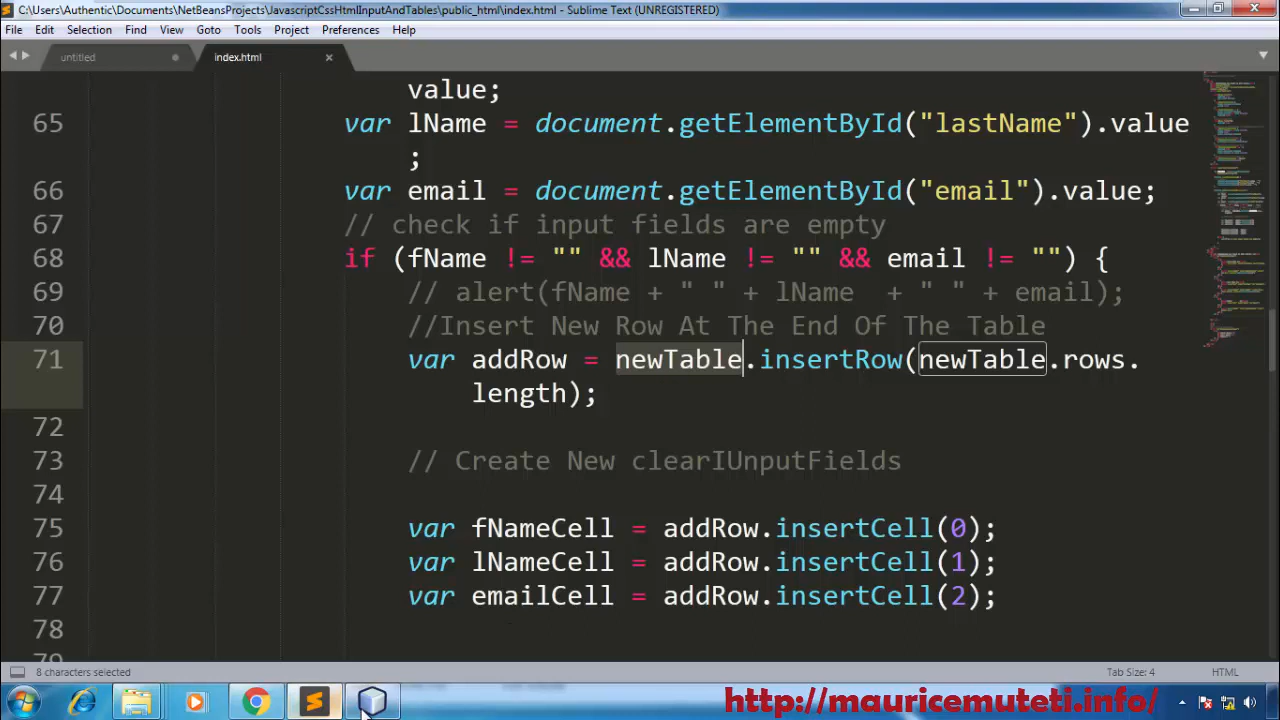 C:\Users\Authentic\Documents\NetBeansProjects\JavascriptCssHtmlInputAndTables\public_html\index.html - Sublime Text (UNREGISTERED)
File Edit Selection Find View Goto Tools Project Preferences Help
untitled index.html
value;
65 var lName = document.getElementById("lastName").value
;
66 var email = document.getElementById("email").value;
67 // check if input fields are empty
68 if (fName != "" && lName != "" && email != "") {
69 // alert(fName + " " + lName  + " " + email);
70 //Insert New Row At The End Of The Table
71 var addRow = newTable.insertRow(newTable.rows.
length);
72
73 // Create New clearIUnputFields
74
75 var fNameCell = addRow.insertCell(0);
76 var lNameCell = addRow.insertCell(1);
77 var emailCell = addRow.insertCell(2);
78
8 characters selected Tab Size: 4 HTML
http://mauricemuteti.info/